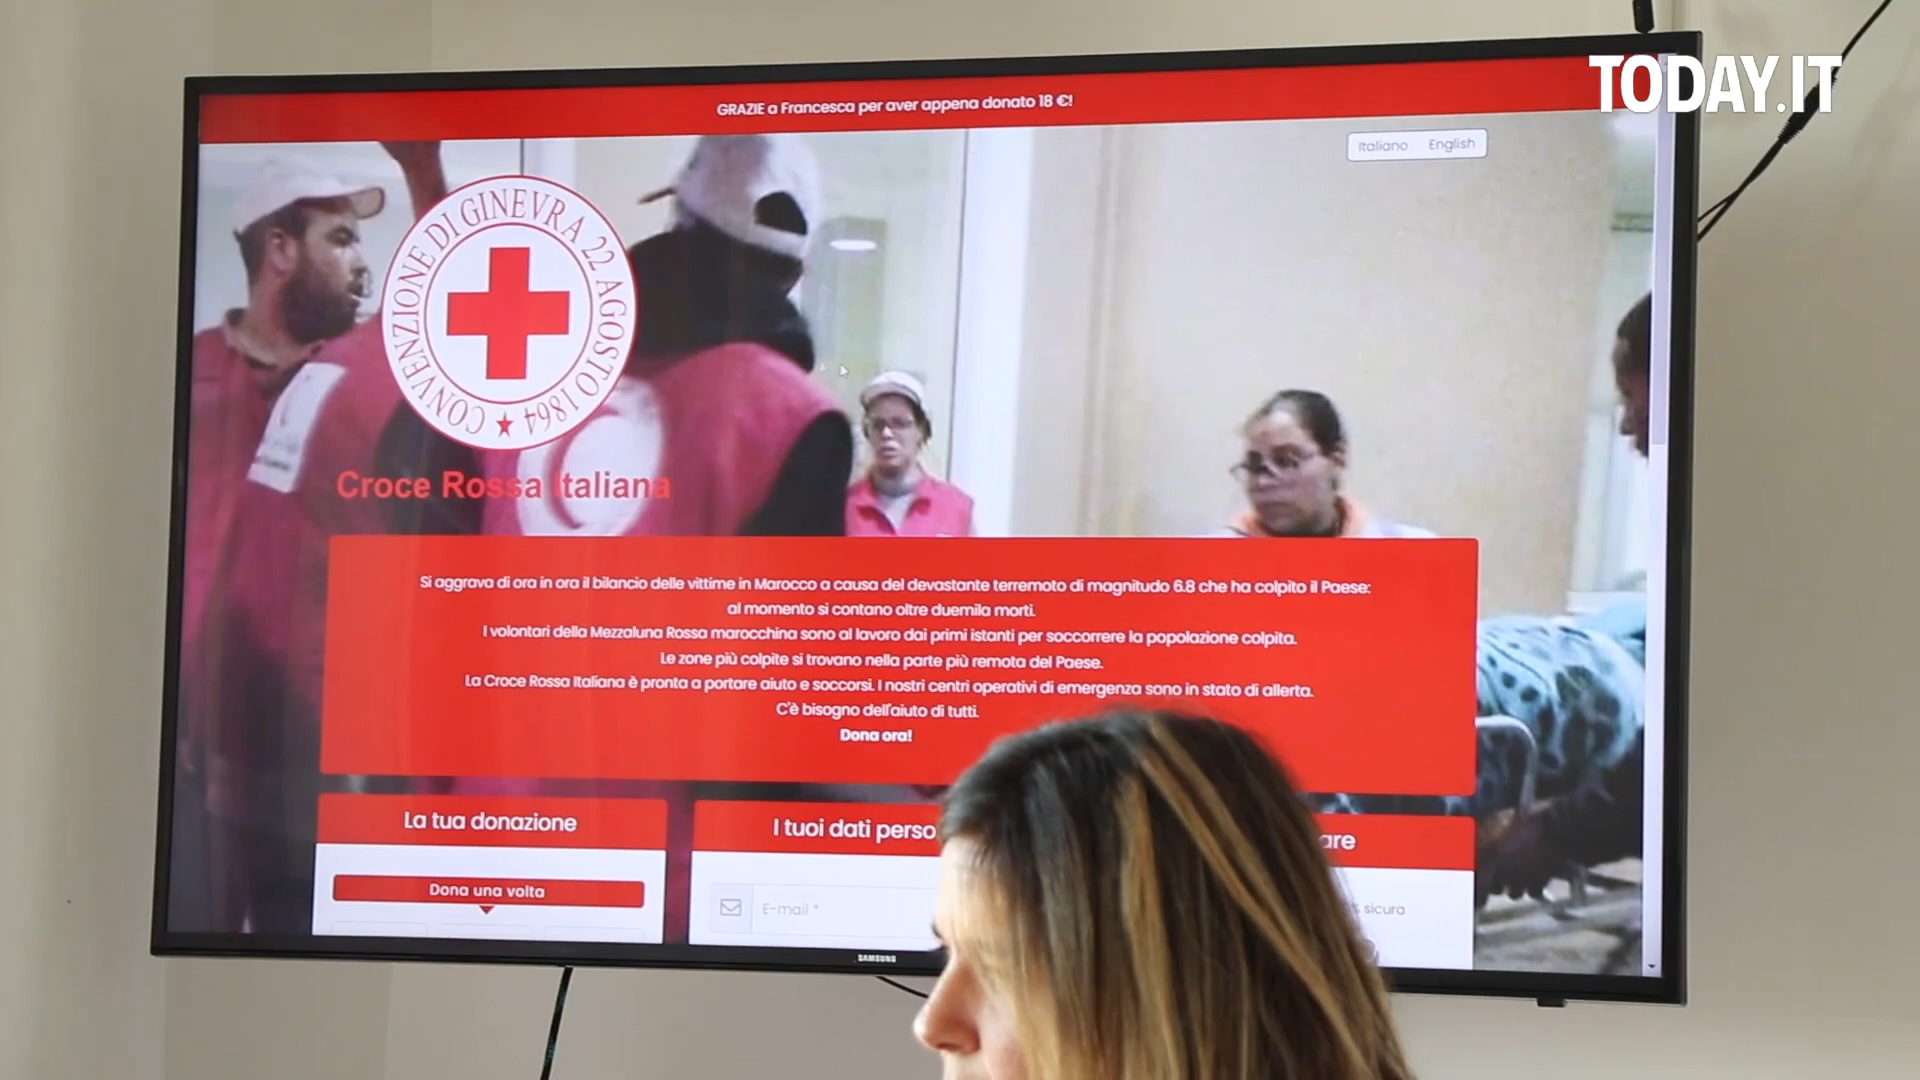 TODAY.IT
GRAZIE a Francesca per aver appena donato 18 €!
Italiano English
CONVENZIONE DI GINEVRA 22 AGOSTO 1864
Croce Rossa Italiana
Si aggrava di ora in ora il bilancio delle vittime in Marocco a causa del devastante terremoto di magnitudo 6.8 che ha colpito il Paese:
al momento si contano oltre duemila morti.
I volontari della Mezzaluna Rossa marocchina sono al lavoro dai primi istanti per soccorrere la popolazione colpita.
Le zone più colpite si trovano nella parte più remota del Paese.
La Croce Rossa Italiana è pronta a portare aiuto e soccorsi. I nostri centri operativi di emergenza sono in stato di allerta.
C'è bisogno dell'aiuto di tutti.
Dona ora!
La tua donazione
I tuoi dati
Dona una volta
E-mail *
sicura
SAMSUNG